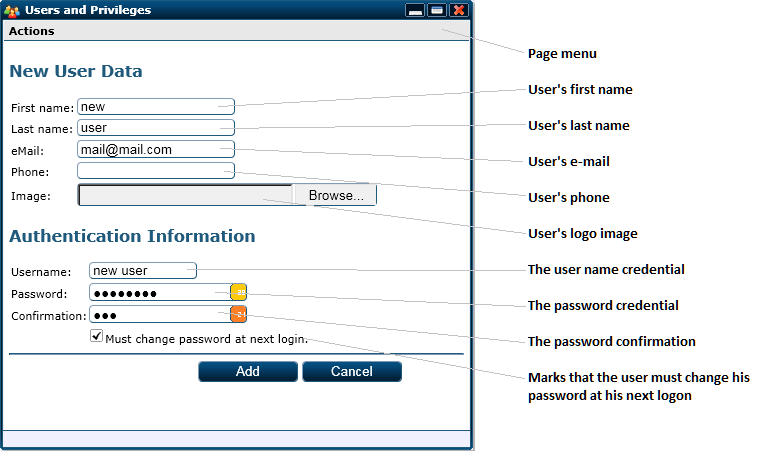 Users and Privileges
Actions
Page menu
New User Data
First name: new
User's first name
Last name: user
User's last name
eMail: mail@mail.com
User's e-mail
Phone:
User's phone
Image: Browse...
User's logo image
Authentication Information
Username: new user
The user name credential
Password: ●●●●●●●●
The password credential
Confirmation: ●●●
The password confirmation
Must change password at next login.
Marks that the user must change his
password at his next logon
Add Cancel